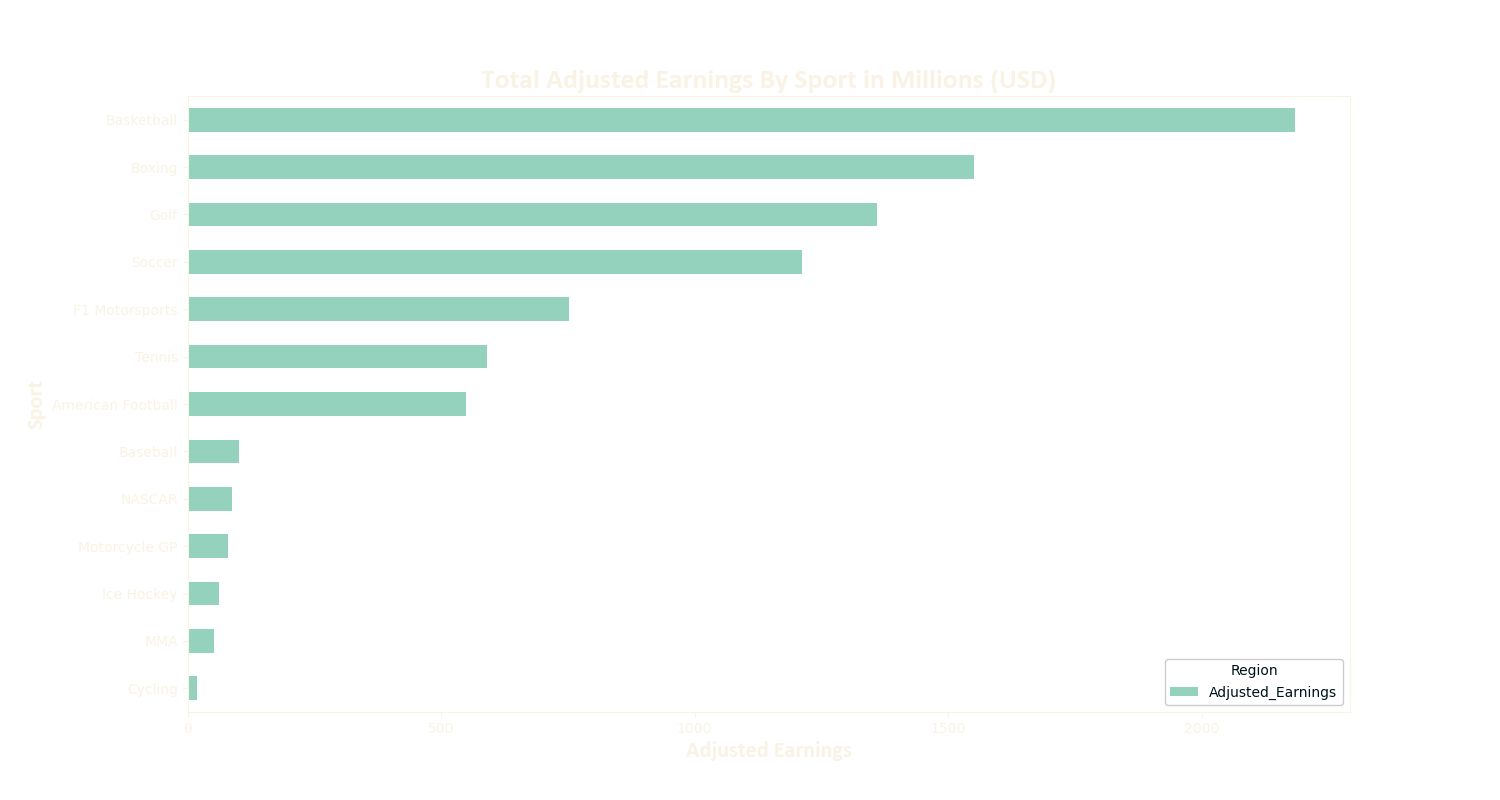 Total Adjusted Earnings By Sport in Millions (USD)
Basketball
Boxing
Golf
Soccer
F1 Motorsports
Tennis
American Football
Baseball
NASCAR
Motorcycle GP
Ice Hockey
MMA
Cycling
Sport
0 500 1000 1500 2000
Adjusted Earnings
Region
Adjusted_Earnings